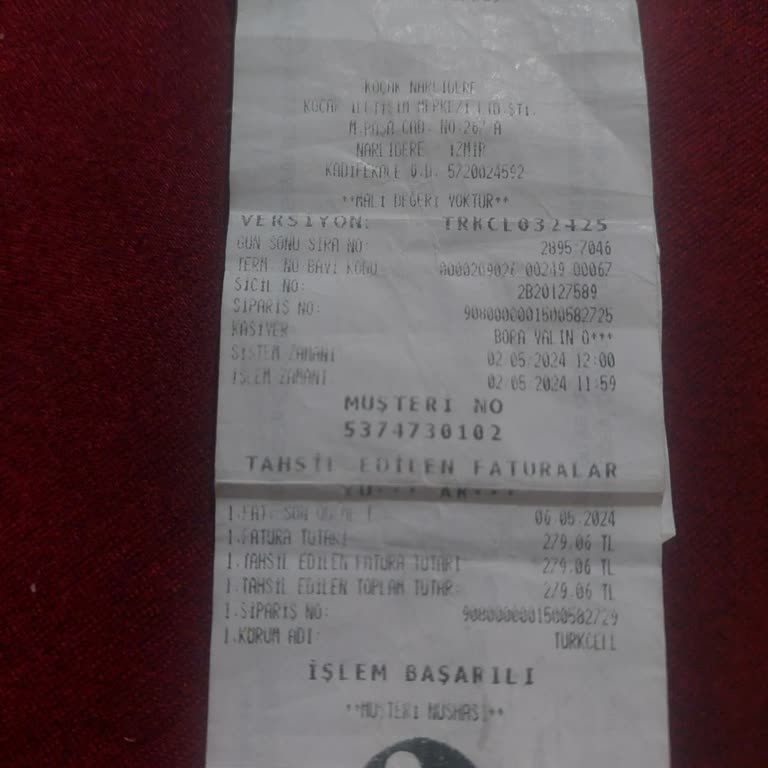 KOÇAK NARLIDERE
KOÇAK İLETİŞİM MERKEZİ LTD.ŞTİ.
M.PAŞA CAD. NO:267 A
NARLIDERE İZMİR
KADİFEKALE V.D. 5720024592
**MALİ DEĞERİ YOKTUR**
VERSİYON: TRKCL032425
GÜN SONU SIRA NO: 2895 7046
TERM. NO BAYİ KODU 00249 00067
SİCİL NO: 2B20127589
SİPARİŞ NO: 9080000001500582725
KASİYER BORA YALIN Ö***
SİSTEM ZAMANI 02 05 2024 12:00
İŞLEM ZAMANI 02 05 2024 11:59
MÜŞTERİ NO
5374730102
TAHSİL EDİLEN FATURALAR
YÜ*** AK***
1.FAT. SON ÖDEME T 06.05.2024
1.FATURA TUTARI 279.06 TL
1.TAHSİL EDİLEN FATURA TUTARI 279.06 TL
1.TAHSİL EDİLEN TOPLAM TUTAR: 279.06 TL
1.SİPARİŞ NO: 9080000001500582729
1.KURUM ADI: TURKCELL
İŞLEM BAŞARILI
**MÜŞTERİ NÜSHASI**